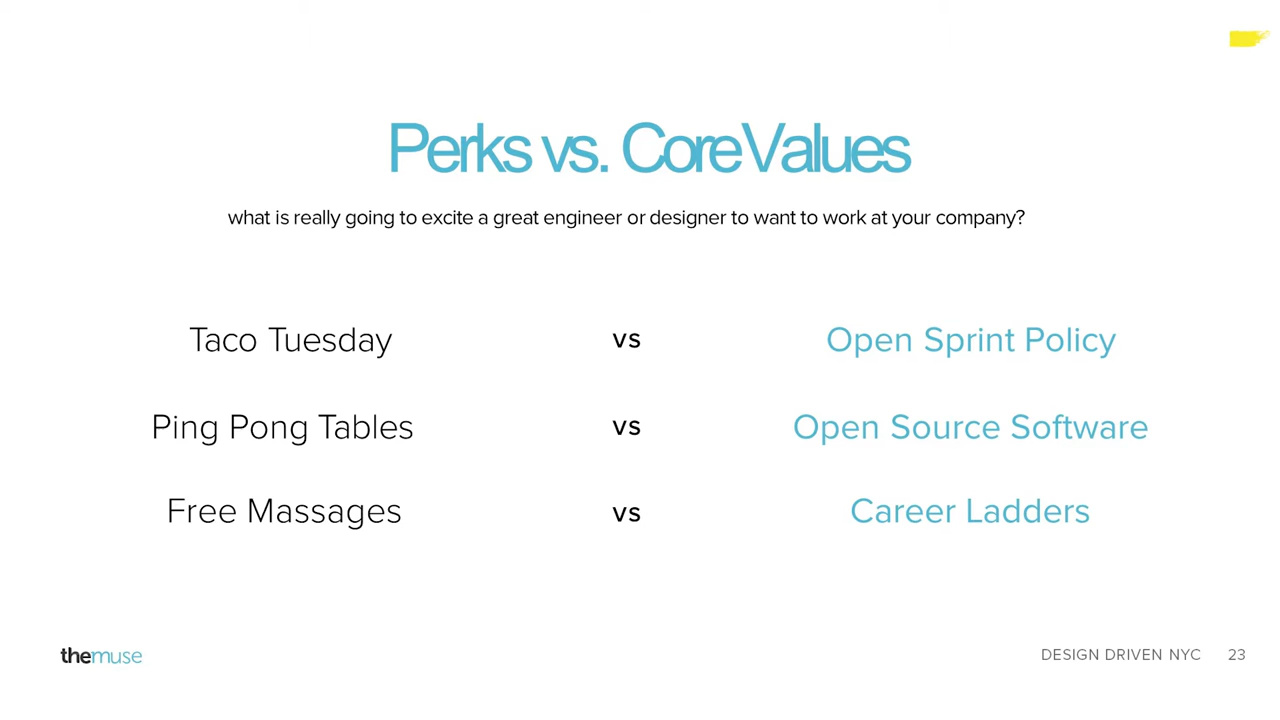 Perks vs. Core Values
what is really going to excite a great engineer or designer to want to work at your company?
Taco Tuesday vs Open Sprint Policy
Ping Pong Tables vs Open Source Software
Free Massages vs Career Ladders
themuse DESIGN DRIVEN NYC 23